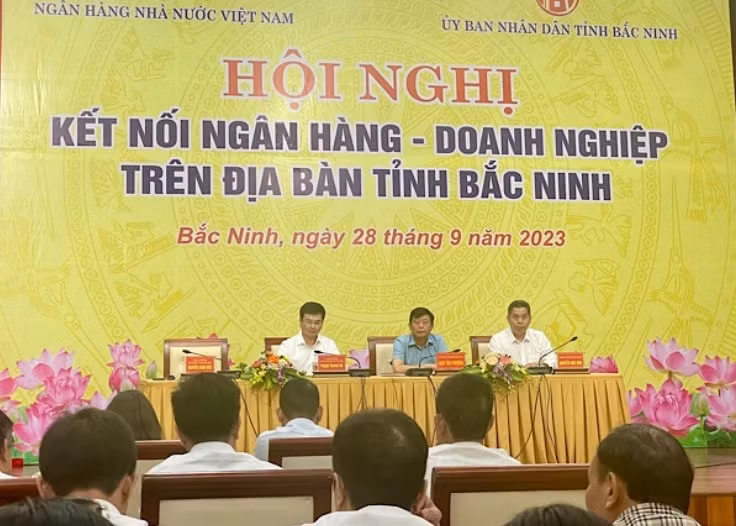 NGÂN HÀNG NHÀ NƯỚC VIỆT NAM
ỦY BAN NHÂN DÂN TỈNH BẮC NINH
HỘI NGHỊ
KẾT NỐI NGÂN HÀNG - DOANH NGHIỆP
TRÊN ĐỊA BÀN TỈNH BẮC NINH
Bắc Ninh, ngày 28 tháng 9 năm 2023